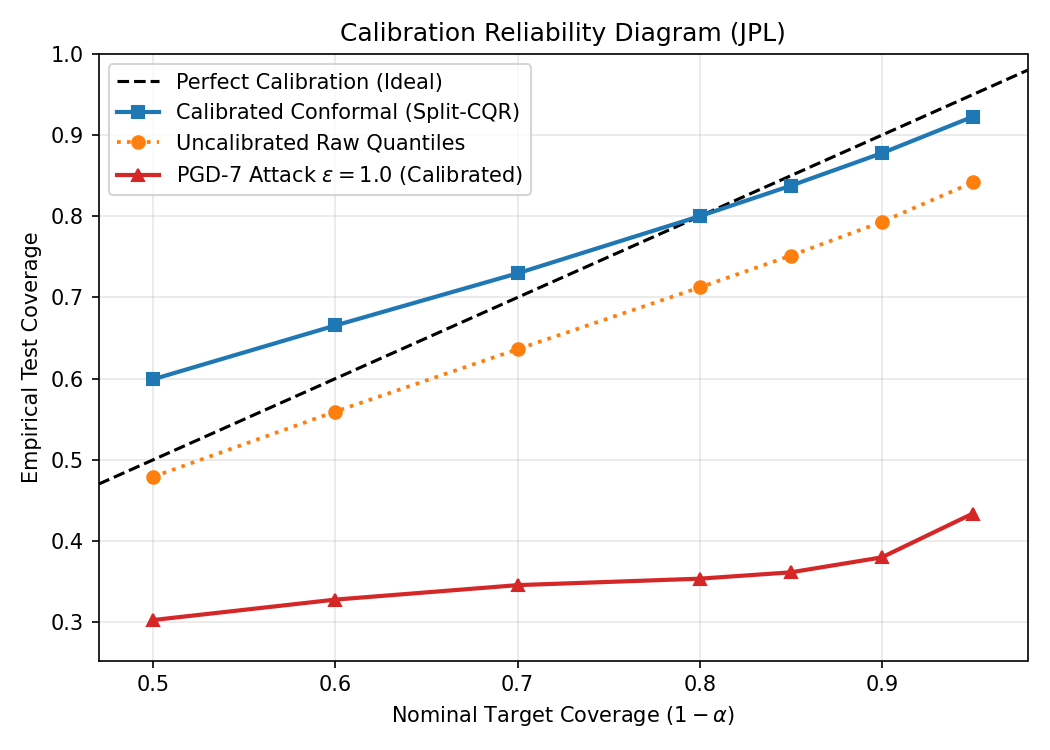 Calibration Reliability Diagram (JPL)
Perfect Calibration (Ideal)
Calibrated Conformal (Split-CQR)
Uncalibrated Raw Quantiles
PGD-7 Attack ε = 1.0 (Calibrated)
Empirical Test Coverage
1.0
0.9
0.8
0.7
0.6
0.5
0.4
0.3
0.5 0.6 0.7 0.8 0.9
Nominal Target Coverage (1 − α)